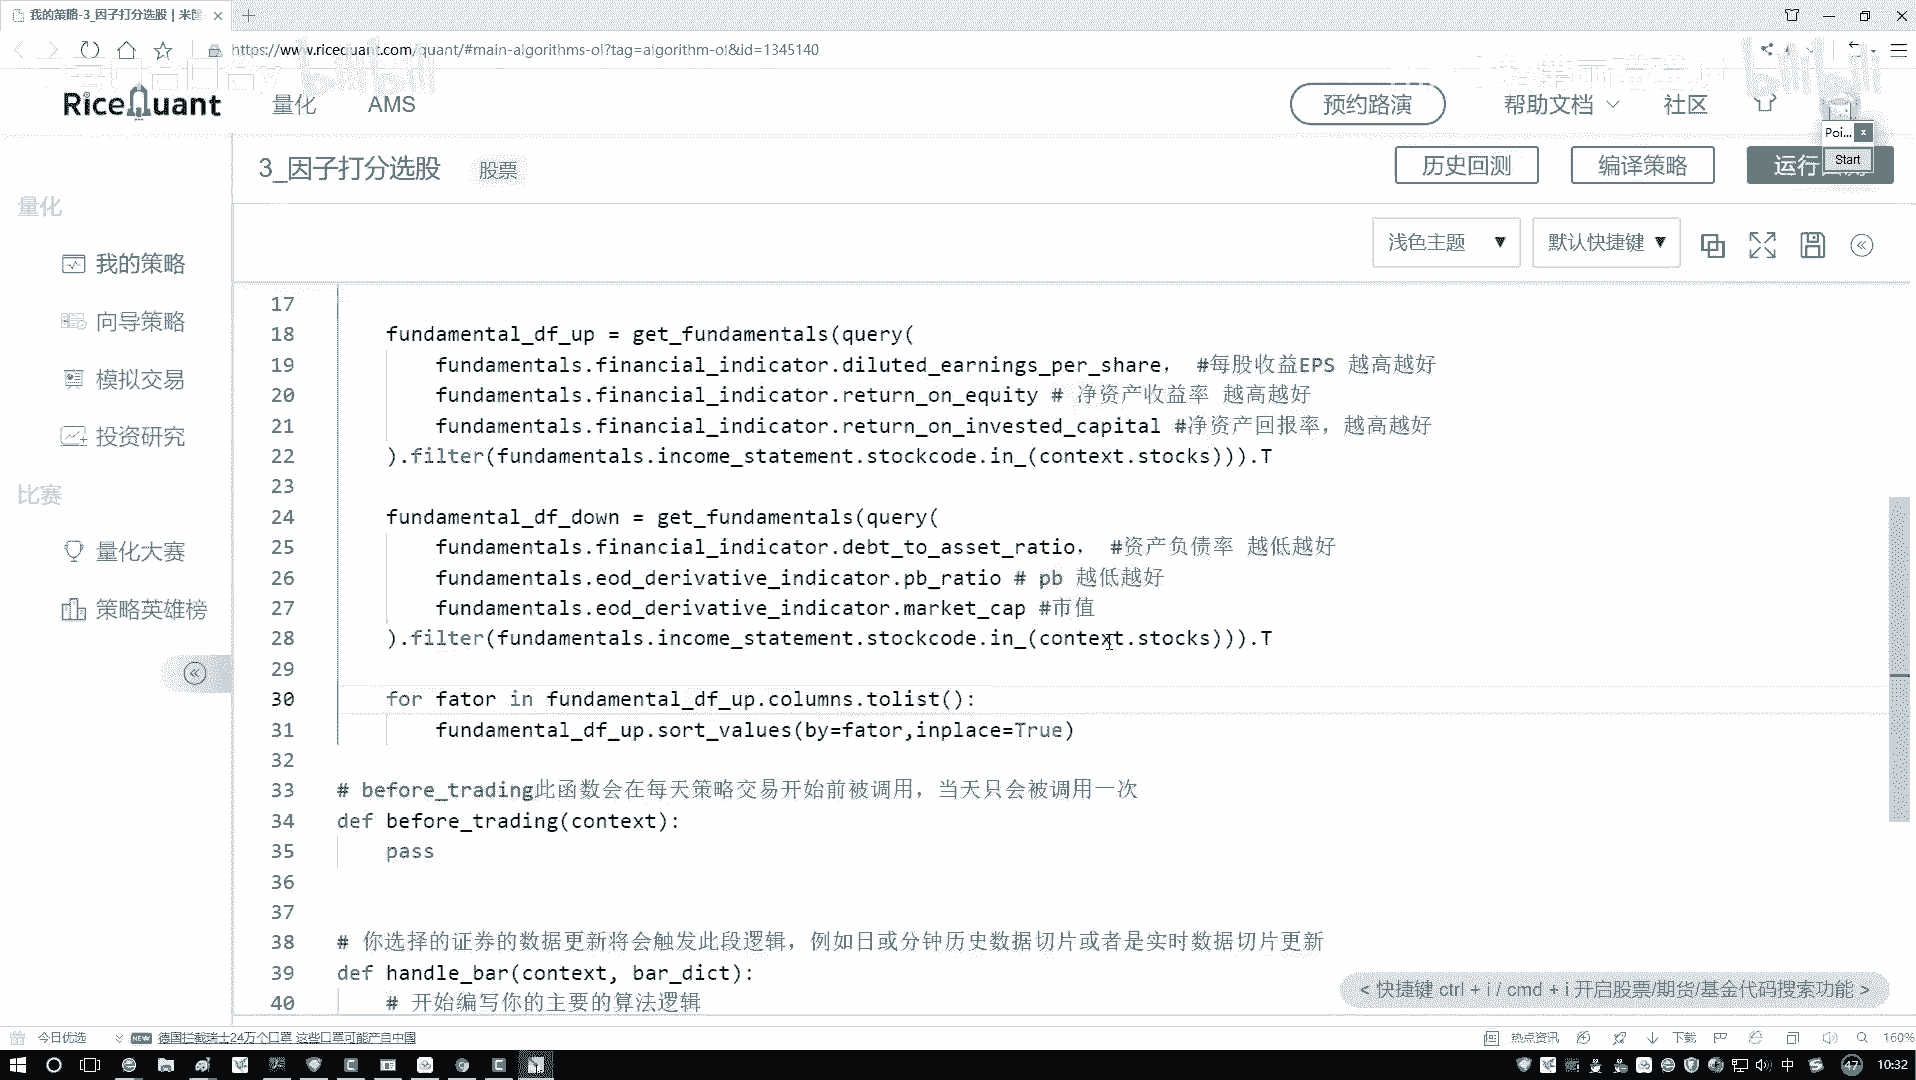 我的策略-3_因子打分选股 | 米筐
https://www.ricequant.com/quant/#main-algorithms-ol?tag=algorithm-ol&id=1345140
RiceQuant
量化
AMS
预约路演
帮助文档
社区
Poi...
Start
3_因子打分选股
股票
历史回测
编译策略
运行
量化
我的策略
向导策略
模拟交易
投资研究
比赛
量化大赛
策略英雄榜
浅色主题
默认快捷键
17
18 fundamental_df_up = get_fundamentals(query(
19 fundamentals.financial_indicator.diluted_earnings_per_share， #每股收益EPS 越高越好
20 fundamentals.financial_indicator.return_on_equity # 净资产收益率 越高越好
21 fundamentals.financial_indicator.return_on_invested_capital #净资产回报率，越高越好
22 ).filter(fundamentals.income_statement.stockcode.in_(context.stocks))).T
23
24 fundamental_df_down = get_fundamentals(query(
25 fundamentals.financial_indicator.debt_to_asset_ratio， #资产负债率 越低越好
26 fundamentals.eod_derivative_indicator.pb_ratio # pb 越低越好
27 fundamentals.eod_derivative_indicator.market_cap #市值
28 ).filter(fundamentals.income_statement.stockcode.in_(context.stocks))).T
29
30 for fator in fundamental_df_up.columns.tolist():
31 fundamental_df_up.sort_values(by=fator,inplace=True)
32
33 # before_trading此函数会在每天策略交易开始前被调用，当天只会被调用一次
34 def before_trading(context):
35 pass
36
37
38 # 你选择的证券的数据更新将会触发此段逻辑，例如日或分钟历史数据切片或者是实时数据切片更新
39 def handle_bar(context, bar_dict):
40 # 开始编写你的主要的算法逻辑
< 快捷键 ctrl + i / cmd + i 开启股票/期货/基金代码搜索功能 >
今日优选
NEW
德国拦截瑞士24万个口罩 这些口罩可能产自中国
热点资讯
下载
160%
中
47
10:32
bilibili